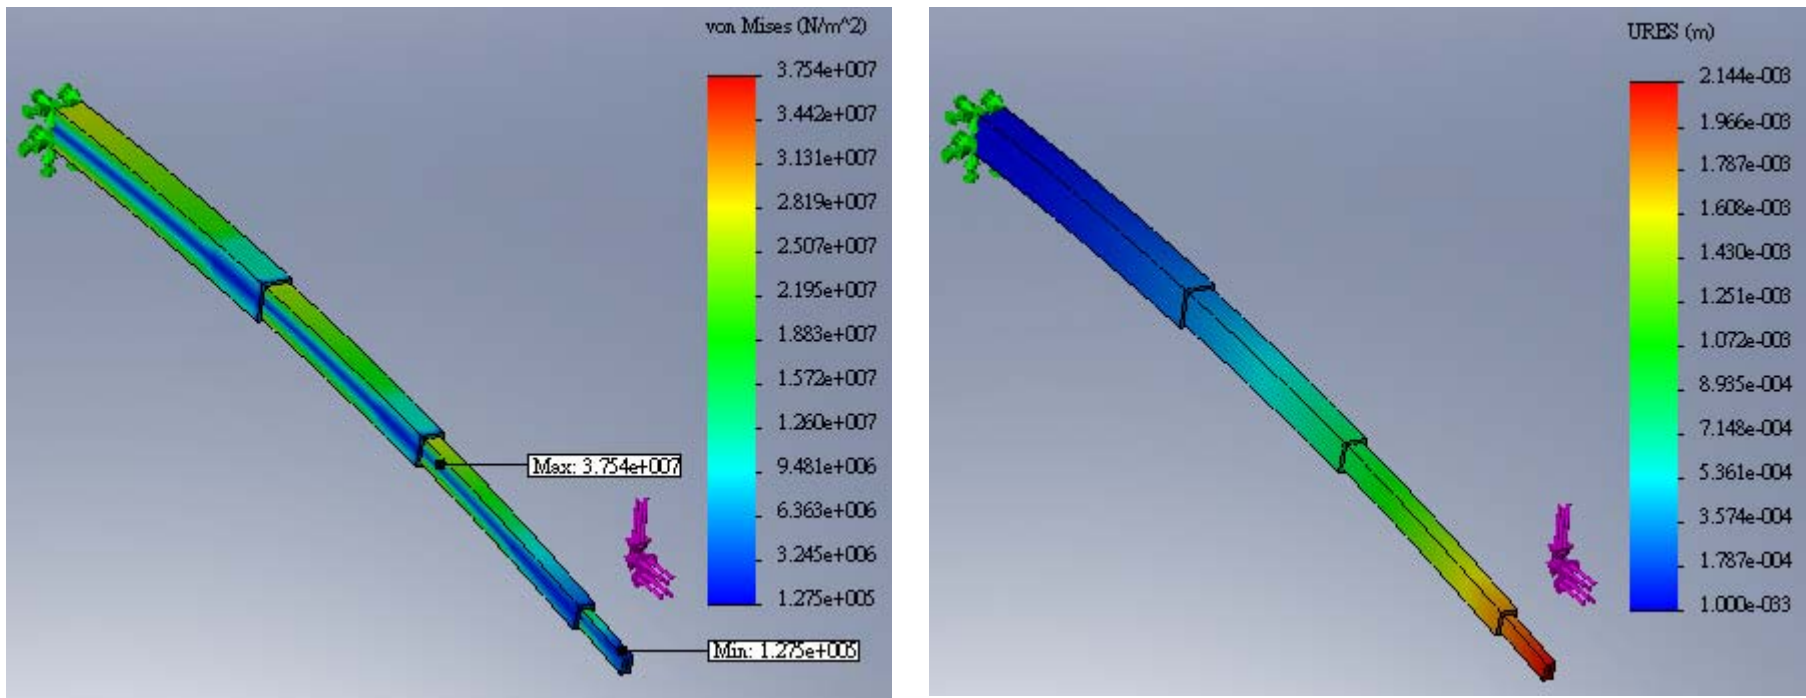 von Mises (N/m^2)
3.754e+007
3.442e+007
3.131e+007
2.819e+007
2.507e+007
2.195e+007
1.883e+007
1.572e+007
1.260e+007
9.481e+006
6.363e+006
3.245e+006
1.275e+005
Max: 3.754e+007
Min: 1.275e+005
URES (m)
2.144e-003
1.966e-003
1.787e-003
1.608e-003
1.430e-003
1.251e-003
1.072e-003
8.935e-004
7.148e-004
5.361e-004
3.574e-004
1.787e-004
1.000e-033